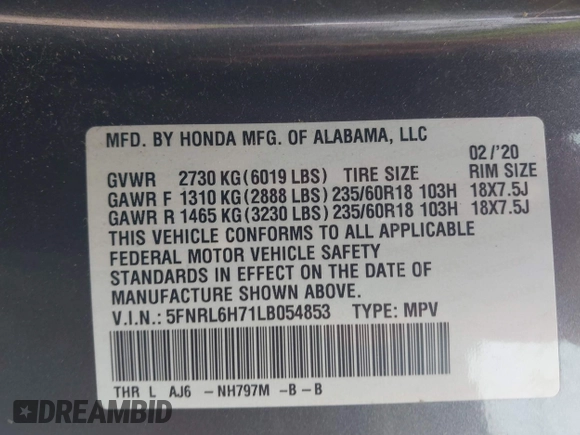 MFD. BY HONDA MFG. OF ALABAMA, LLC
02 /'20
GVWR 2730 KG (6019 LBS) TIRE SIZE RIM SIZE
GAWR F 1310 KG (2888 LBS) 235/60R18 103H 18X7.5J
GAWR R 1465 KG (3230 LBS) 235/60R18 103H 18X7.5J
THIS VEHICLE CONFORMS TO ALL APPLICABLE
FEDERAL MOTOR VEHICLE SAFETY
STANDARDS IN EFFECT ON THE DATE OF
MANUFACTURE SHOWN ABOVE.
V.I.N.: 5FNRL6H71LB054853 TYPE: MPV
THR L AJ6 -NH797M -B-B
DREAMBID